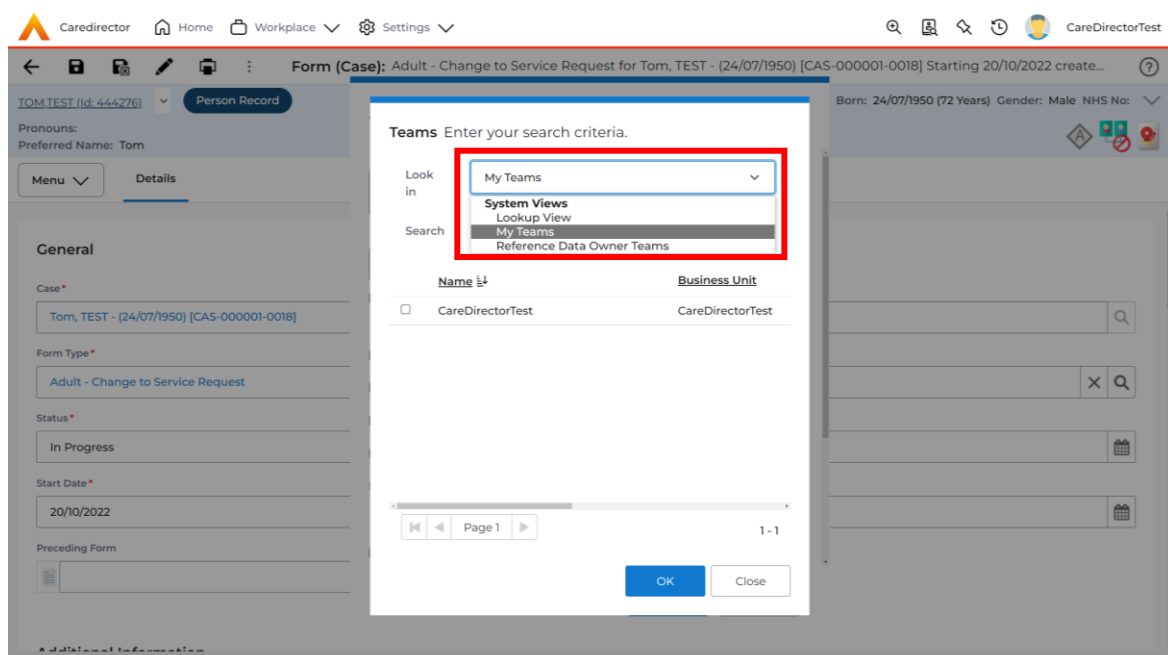 Caredirector Home Workplace Settings CareDirectorTest
Form (Case): Adult - Change to Service Request for Tom, TEST - (24/07/1950) [CAS-000001-0018] Starting 20/10/2022 create...
TOM,TEST (Id: 444276) Person Record Born: 24/07/1950 (72 Years) Gender: Male NHS No:
Pronouns:
Preferred Name: Tom
Menu Details
Teams Enter your search criteria.
Look
in
My Teams
System Views
Lookup View
Search
My Teams
Reference Data Owner Teams
Name Business Unit
CareDirectorTest CareDirectorTest
Page 1
1 - 1
OK Close
General
Case*
Tom, TEST - (24/07/1950) [CAS-000001-0018]
Form Type*
Adult - Change to Service Request
Status*
In Progress
Start Date*
20/10/2022
Preceding Form
Additional Information